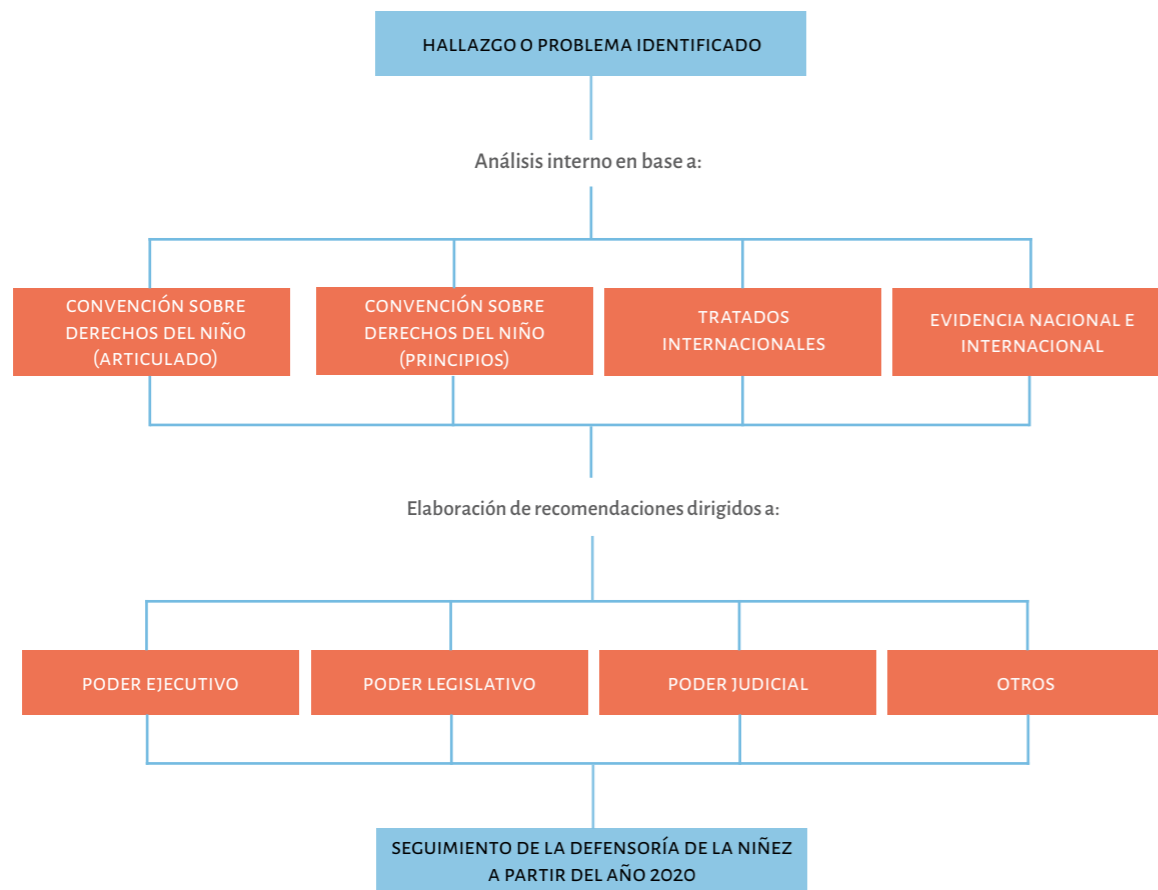 HALLAZGO O PROBLEMA IDENTIFICADO
Análisis interno en base a:
CONVENCIÓN SOBRE
DERECHOS DEL NIÑO
(ARTICULADO)
CONVENCIÓN SOBRE
DERECHOS DEL NIÑO
(PRINCIPIOS)
TRATADOS
INTERNACIONALES
EVIDENCIA NACIONAL E
INTERNACIONAL
Elaboración de recomendaciones dirigidos a:
PODER EJECUTIVO
PODER LEGISLATIVO
PODER JUDICIAL
OTROS
SEGUIMIENTO DE LA DEFENSORÍA DE LA NIÑEZ
A PARTIR DEL AÑO 2020